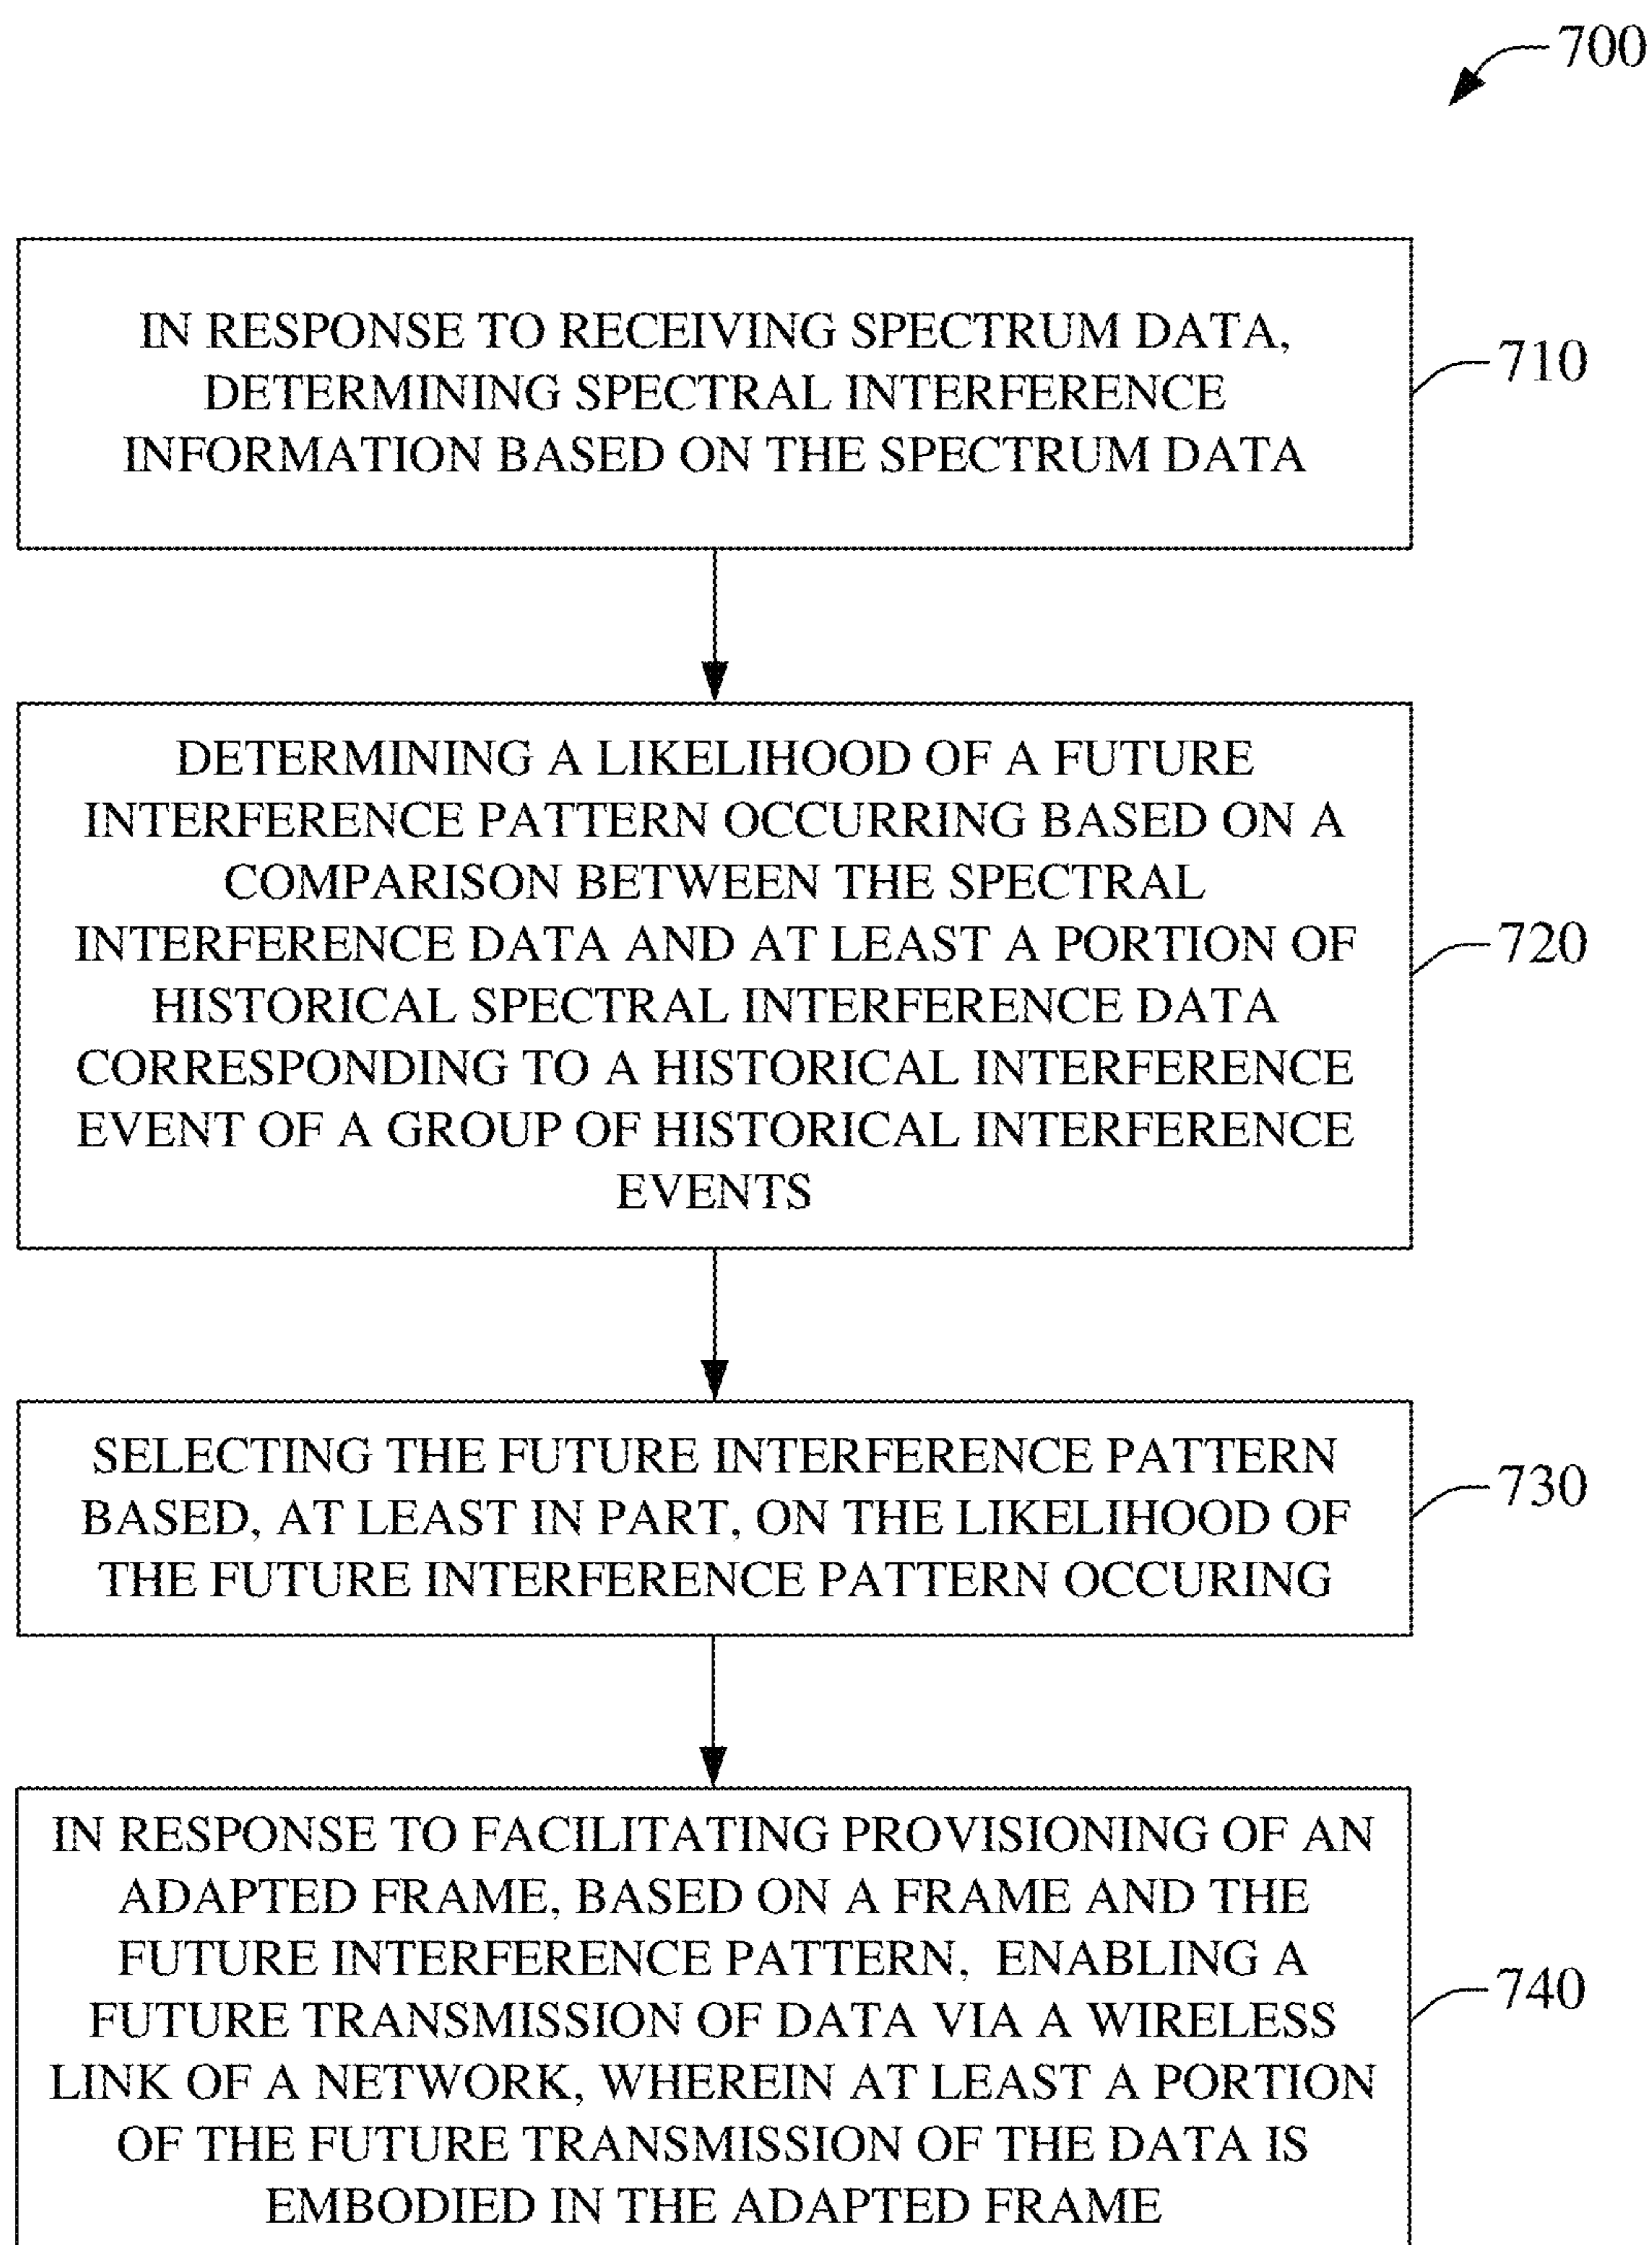 700
IN RESPONSE TO RECEIVING SPECTRUM DATA,
DETERMINING SPECTRAL INTERFERENCE
INFORMATION BASED ON THE SPECTRUM DATA
710
DETERMINING A LIKELIHOOD OF A FUTURE
INTERFERENCE PATTERN OCCURRING BASED ON A
COMPARISON BETWEEN THE SPECTRAL
INTERFERENCE DATA AND AT LEAST A PORTION OF
HISTORICAL SPECTRAL INTERFERENCE DATA
CORRESPONDING TO A HISTORICAL INTERFERENCE
EVENT OF A GROUP OF HISTORICAL INTERFERENCE
EVENTS
720
SELECTING THE FUTURE INTERFERENCE PATTERN
BASED, AT LEAST IN PART, ON THE LIKELIHOOD OF
THE FUTURE INTERFERENCE PATTERN OCCURING
730
IN RESPONSE TO FACILITATING PROVISIONING OF AN
ADAPTED FRAME, BASED ON A FRAME AND THE
FUTURE INTERFERENCE PATTERN, ENABLING A
FUTURE TRANSMISSION OF DATA VIA A WIRELESS
LINK OF A NETWORK, WHEREIN AT LEAST A PORTION
OF THE FUTURE TRANSMISSION OF THE DATA IS
EMBODIED IN THE ADAPTED FRAME
740